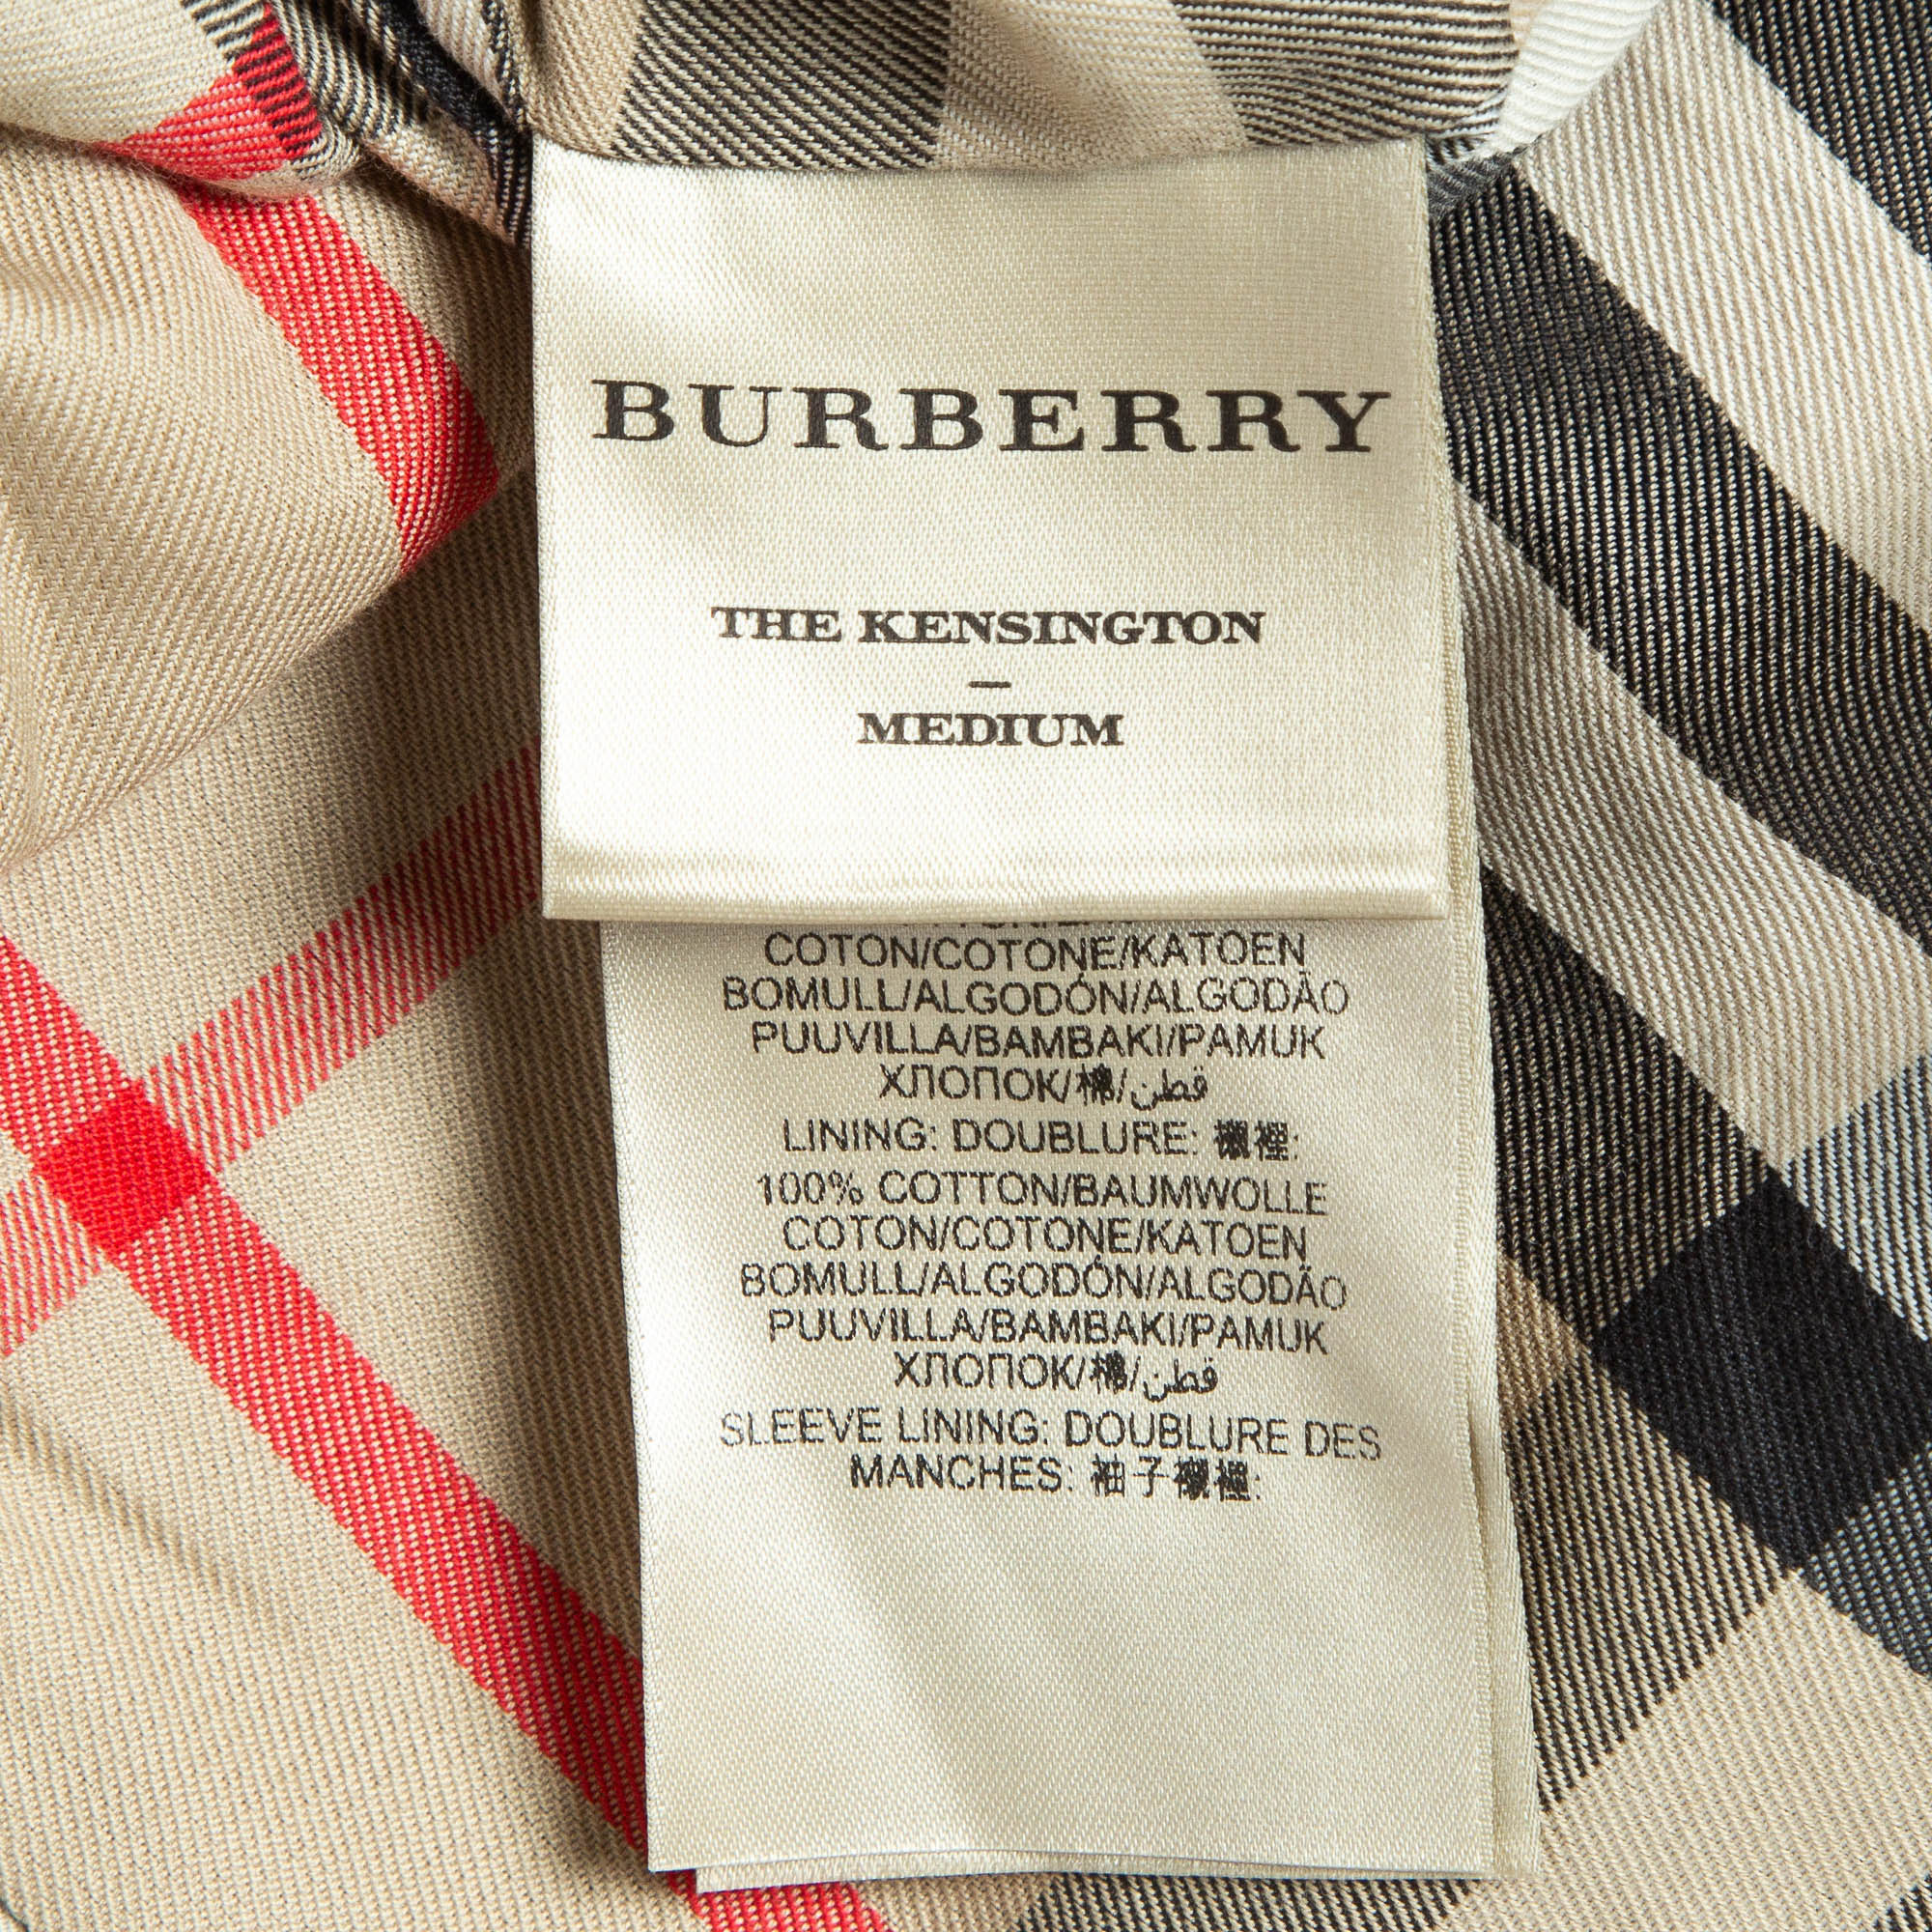 BURBERRY
THE KENSINGTON
–
MEDIUM
COTON/COTONE/KATOEN
BOMULL/ALGODÓN/ALGODÃO
PUUVILLA/BAMBAKI/PAMUK
ХЛОПОК/棉/قطن
LINING: DOUBLURE: 襯裡:
100% COTTON/BAUMWOLLE
COTON/COTONE/KATOEN
BOMULL/ALGODÓN/ALGODÃO
PUUVILLA/BAMBAKI/PAMUK
ХЛОПОК/棉/قطن
SLEEVE LINING: DOUBLURE DES
MANCHES: 袖子襯裡: